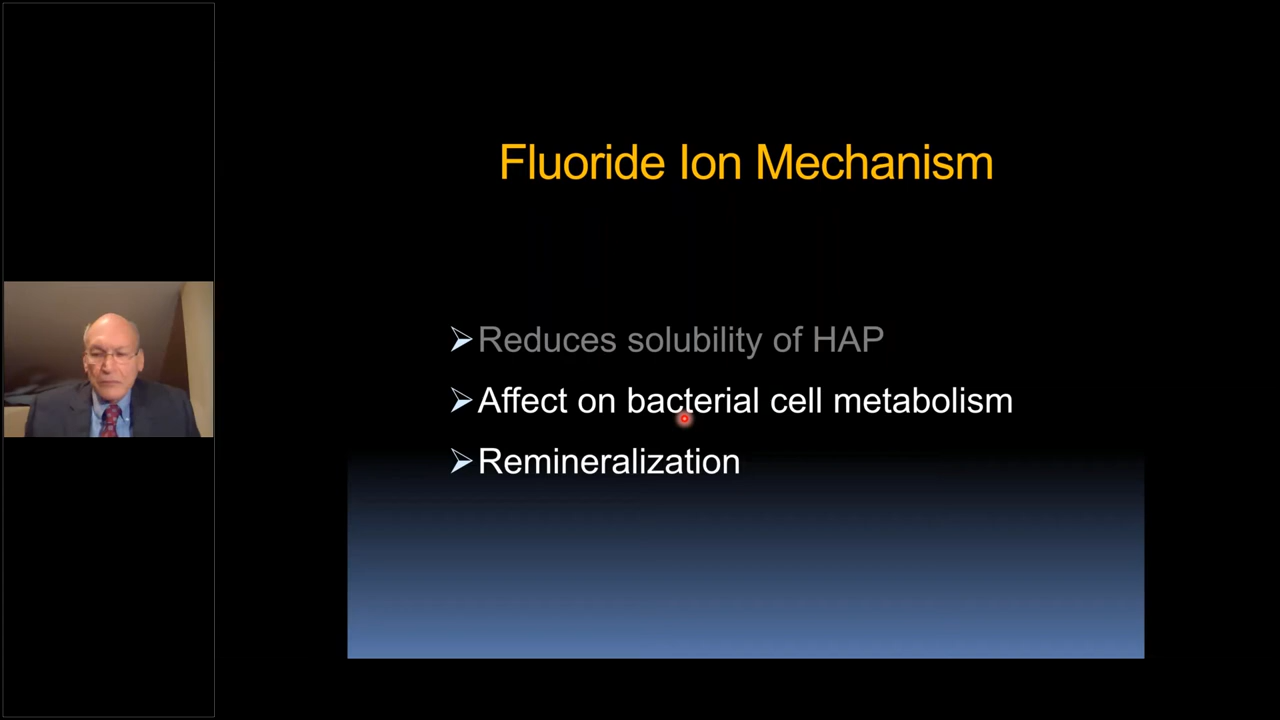 Fluoride Ion Mechanism
Reduces solubility of HAP
Affect on bacterial cell metabolism
Remineralization